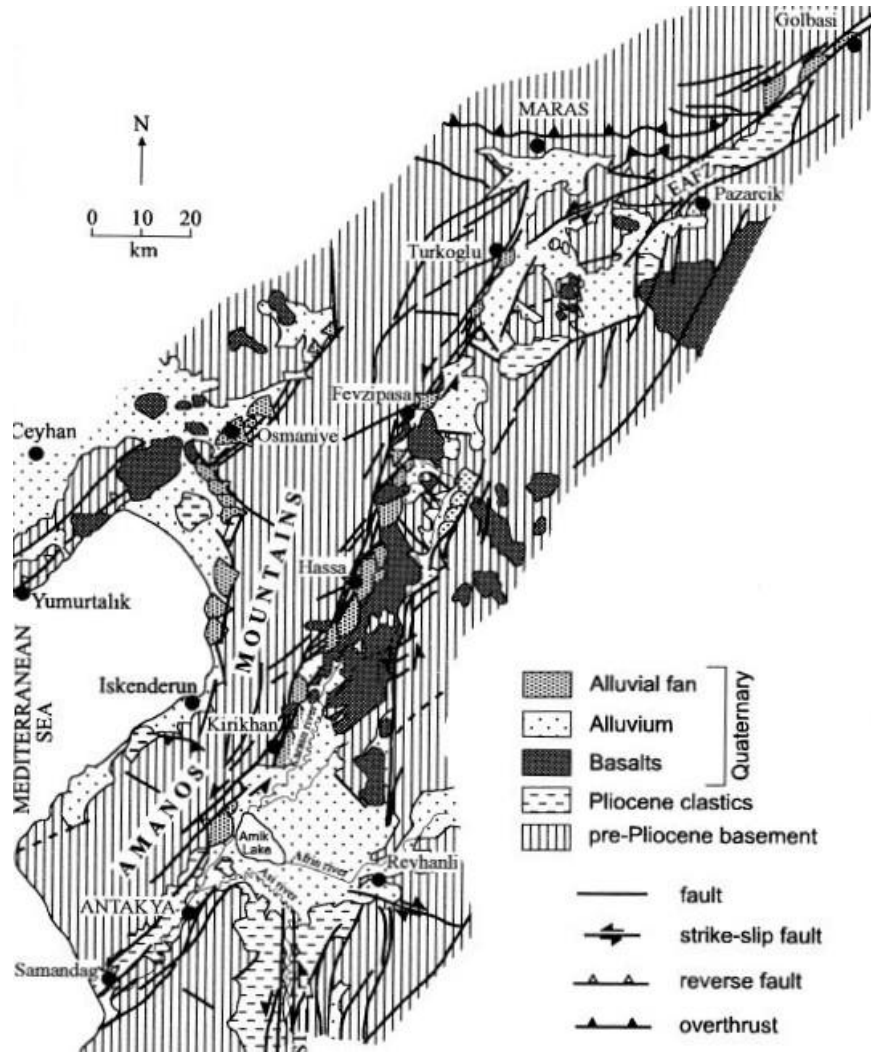 Golbasi
N
MARAS
0 10 20
km
EAFZ
Pazarcik
Turkoglu
Fevzipasa
Ceyhan
Osmaniye
Hassa
Yumurtalık
MEDITERRANEAN
SEA
Iskenderun
AMANOS MOUNTAINS
Kirikhan
Amik
Lake
Afrin river
Asi river
Reyhanli
ANTAKYA
Samandag
Alluvial fan
Alluvium
Basalts
Quaternary
Pliocene clastics
pre-Pliocene basement
fault
strike-slip fault
reverse fault
overthrust